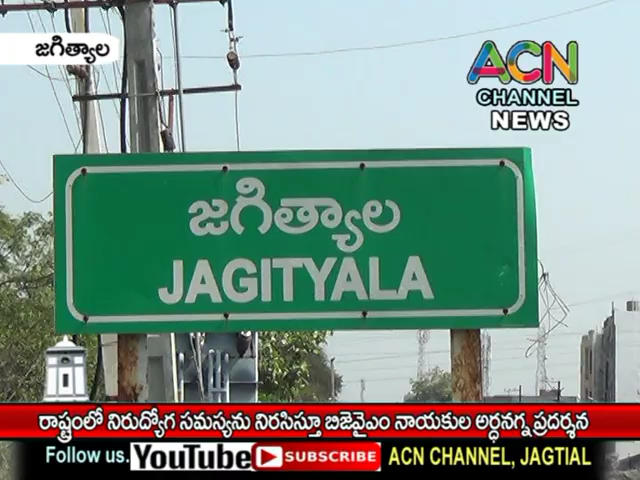 జగిత్యాల
ACN
CHANNEL
NEWS
జగిత్యాల
JAGITYALA
రాష్ట్రంలో నిరుద్యోగ సమస్యను నిరసిస్తూ బిజెవైఎం నాయకుల అర్ధనగ్న ప్రదర్శన
Follow us. YouTube SUBSCRIBE ACN CHANNEL, JAGTIAL